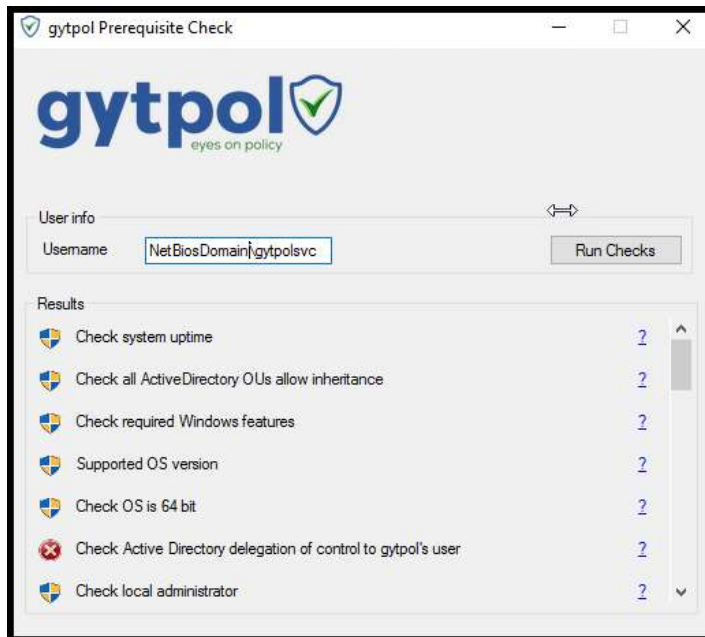 gytpol Prerequisite Check
gytpol
eyes on policy
User info
Username NetBiosDomain\gytpolsvc Run Checks
Results
Check system uptime ?
Check all ActiveDirectory OUs allow inheritance ?
Check required Windows features ?
Supported OS version ?
Check OS is 64 bit ?
Check Active Directory delegation of control to gytpol's user ?
Check local administrator ?